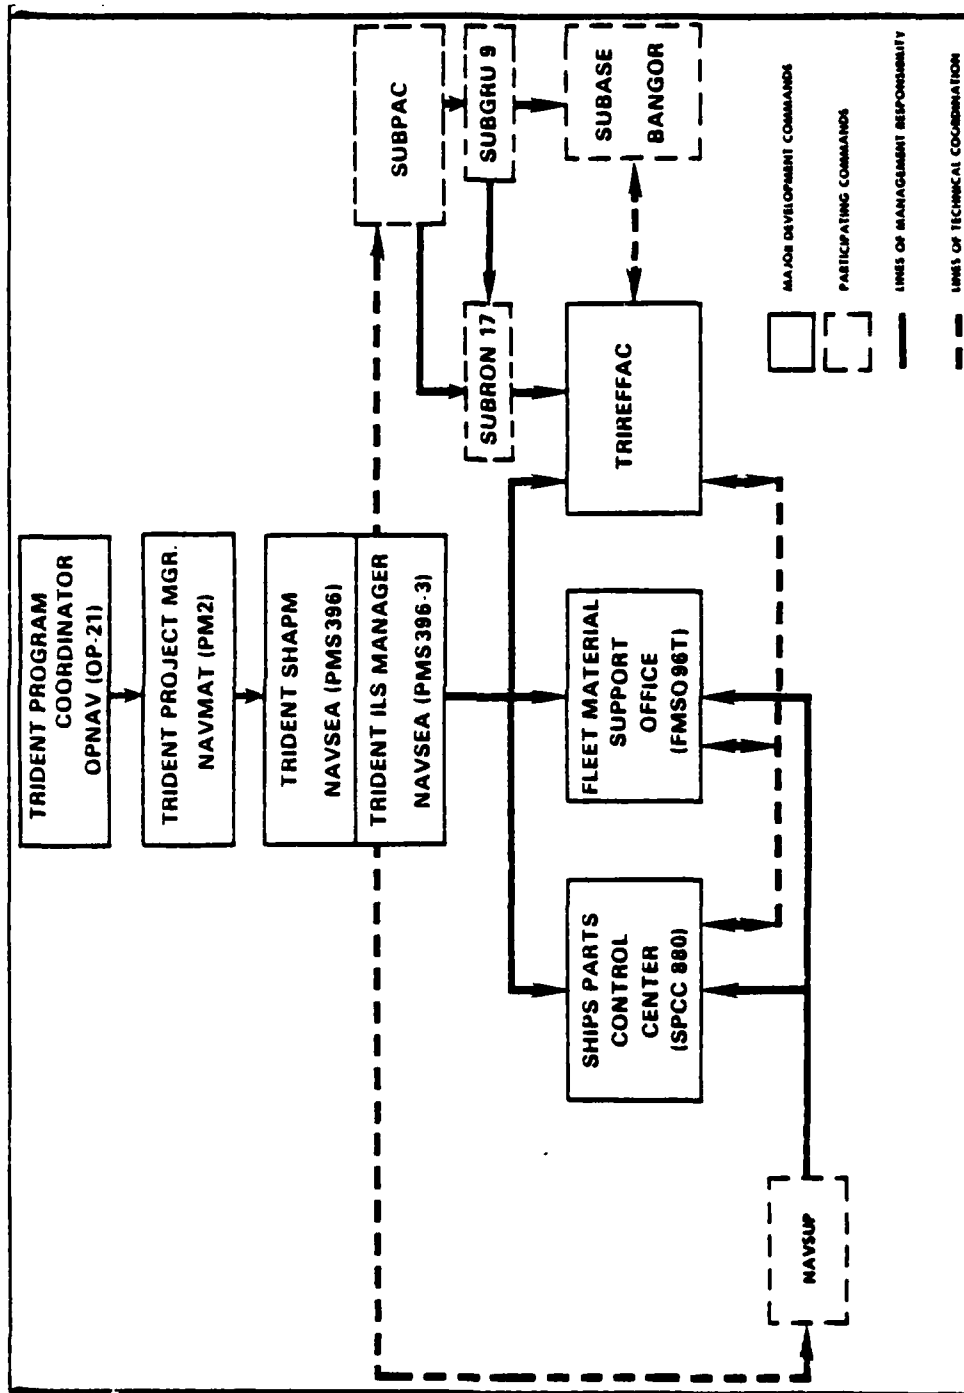 TRIDENT PROGRAM
COORDINATOR
OPNAV (OP-21)
TRIDENT PROJECT MGR.
NAVMAT (PM2)
TRIDENT SHAPM
NAVSEA (PMS396)
TRIDENT ILS MANAGER
NAVSEA (PMS396-3)
SUBPAC
SUBGRU 9
SUBRON 17
SUBASE
BANGOR
SHIPS PARTS
CONTROL
CENTER
(SPCC 880)
FLEET MATERIAL
SUPPORT
OFFICE
(FMSO96T)
TRIREFFAC
NAVSUP
MAJOR DEVELOPMENT COMMANDS
PARTICIPATING COMMANDS
LINES OF MANAGEMENT RESPONSIBILITY
LINES OF TECHNICAL COORDINATION